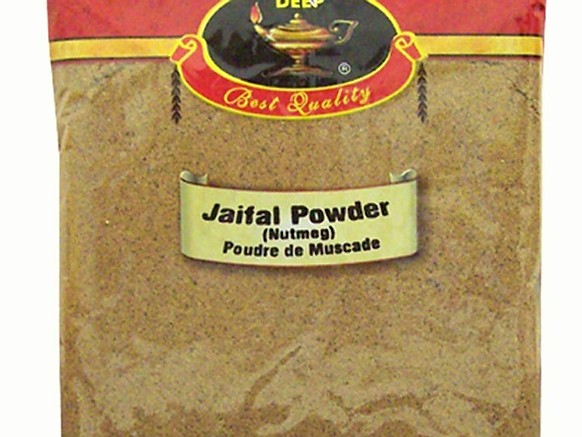 DEEP
®
Best Quality
Jaifal Powder
(Nutmeg)
Poudre de Muscade